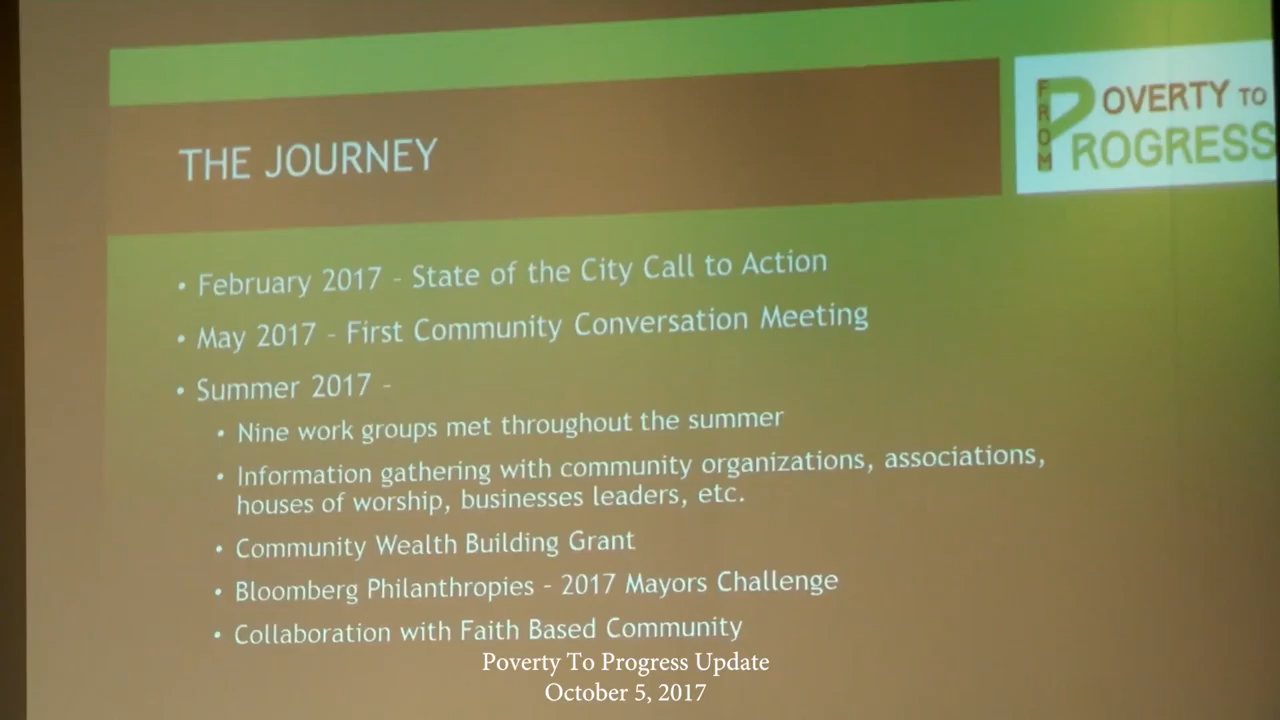 THE JOURNEY
FROM
POVERTY TO
PROGRESS
• February 2017 - State of the City Call to Action
• May 2017 - First Community Conversation Meeting
• Summer 2017 -
• Nine work groups met throughout the summer
• Information gathering with community organizations, associations,
houses of worship, businesses leaders, etc.
• Community Wealth Building Grant
• Bloomberg Philanthropies - 2017 Mayors Challenge
• Collaboration with Faith Based Community
Poverty To Progress Update
October 5, 2017